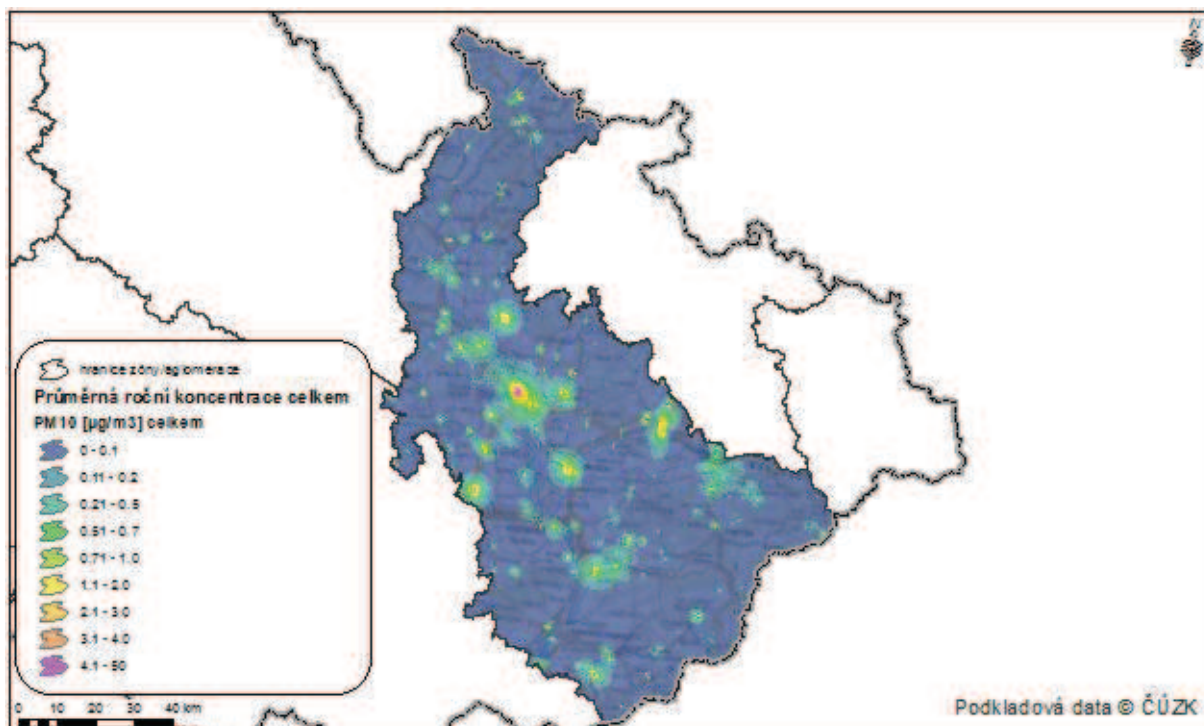 hranice zóny/aglomerace
Průměrná roční koncentrace celkem
PM10 [µg/m3] celkem
0 - 0.1
0.11 - 0.2
0.21 - 0.5
0.51 - 0.7
0.71 - 1.0
1.1 - 2.0
2.1 - 3.0
3.1 - 4.0
4.1 - 50
0 10 20 30 40 km
Podkladová data © ČÚZK